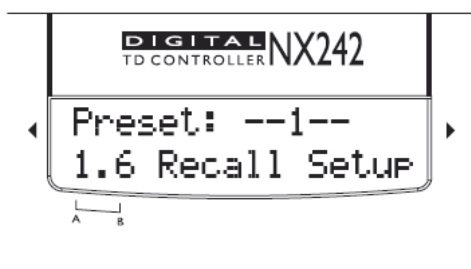 DIGITAL
TD CONTROLLER NX242
Preset: --1--
1.6 Recall Setup
A B